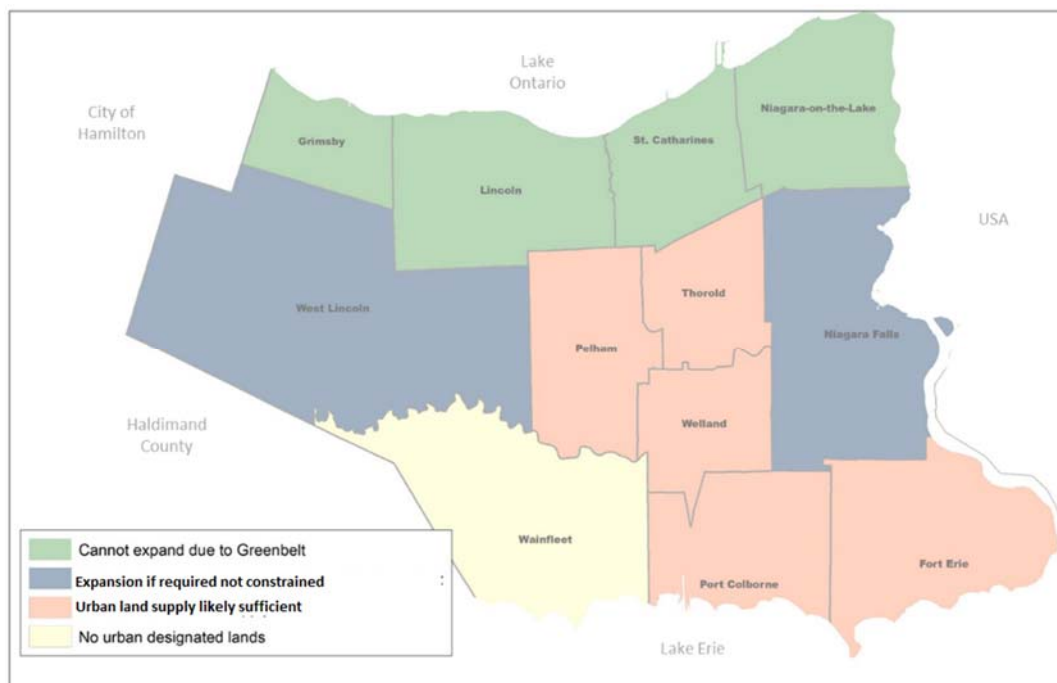 Lake
Ontario
City of
Hamilton
Niagara-on-the-Lake
Grimsby
St. Catharines
Lincoln
USA
Thorold
West Lincoln
Niagara Falls
Pelham
Haldimand
County
Welland
Wainfleet
Fort Erie
Port Colborne
Lake Erie
Cannot expand due to Greenbelt
Expansion if required not constrained
Urban land supply likely sufficient
No urban designated lands